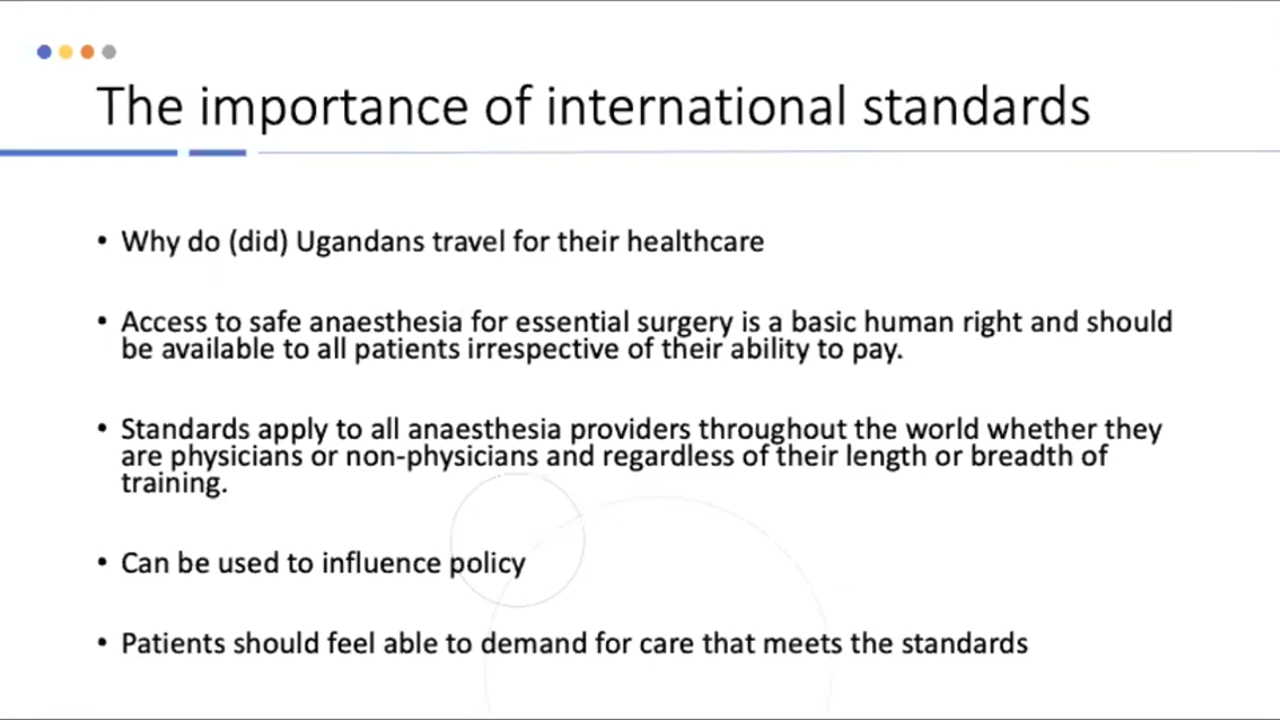 The importance of international standards
• Why do (did) Ugandans travel for their healthcare
• Access to safe anaesthesia for essential surgery is a basic human right and should
be available to all patients irrespective of their ability to pay.
• Standards apply to all anaesthesia providers throughout the world whether they
are physicians or non-physicians and regardless of their length or breadth of
training.
• Can be used to influence policy
• Patients should feel able to demand for care that meets the standards